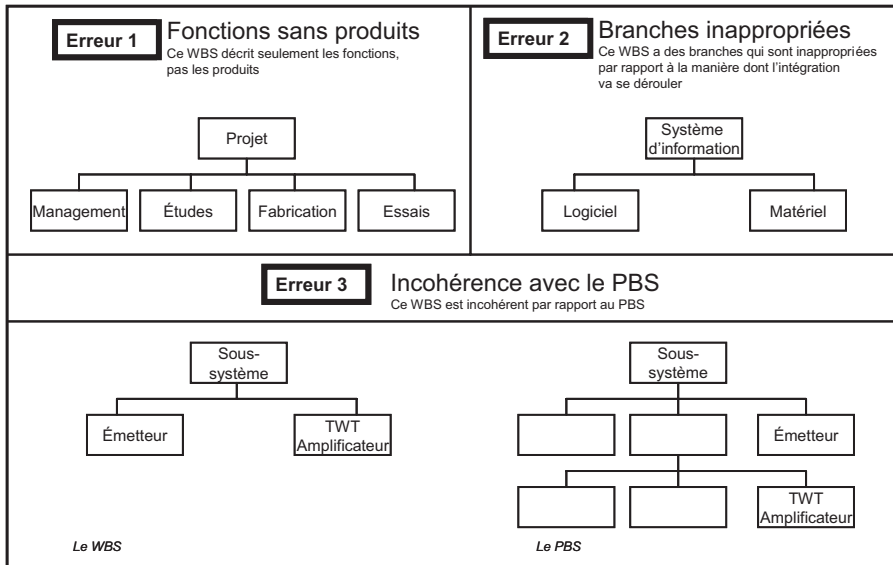 Erreur 1
Fonctions sans produits
Ce WBS décrit seulement les fonctions,
pas les produits
Projet
Management
Études
Fabrication
Essais
Erreur 2
Branches inappropriées
Ce WBS a des branches qui sont inappropriées
par rapport à la manière dont l'intégration
va se dérouler
Système
d'information
Logiciel
Matériel
Erreur 3
Incohérence avec le PBS
Ce WBS est incohérent par rapport au PBS
Sous-
système
Émetteur
TWT
Amplificateur
Le WBS
Sous-
système
Émetteur
TWT
Amplificateur
Le PBS